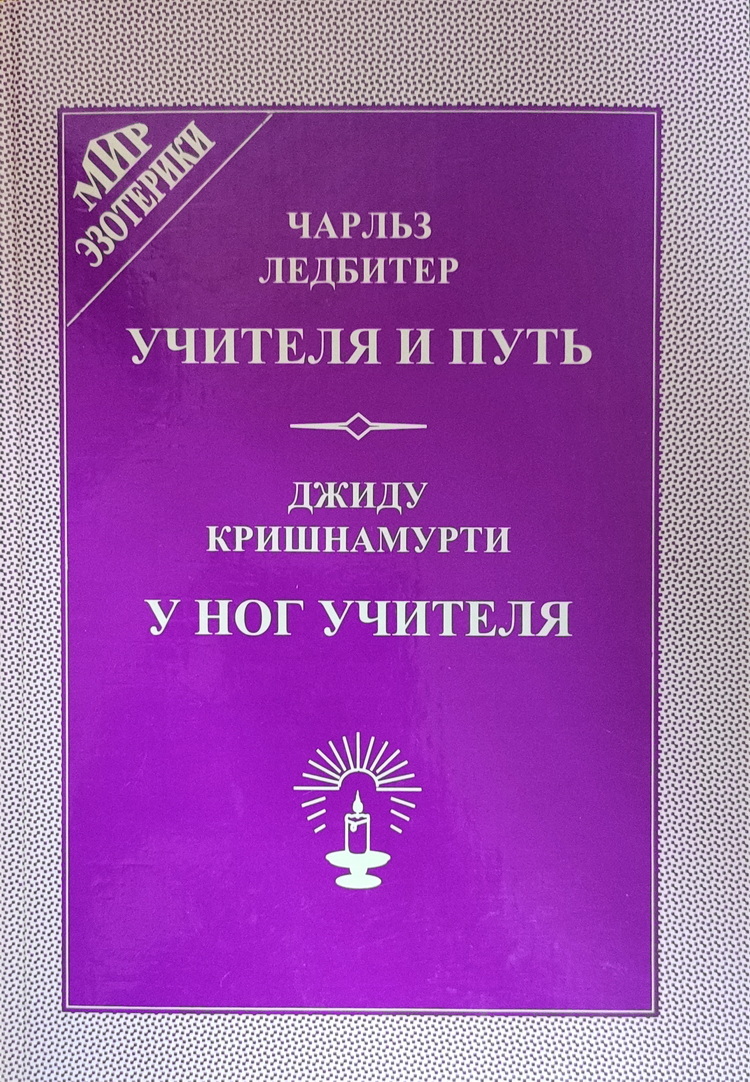 МИР
ЭЗОТЕРИКИ
ЧАРЛЬЗ
ЛЕДБИТЕР
УЧИТЕЛЯ И ПУТЬ
ДЖИДУ
КРИШНАМУРТИ
У НОГ УЧИТЕЛЯ